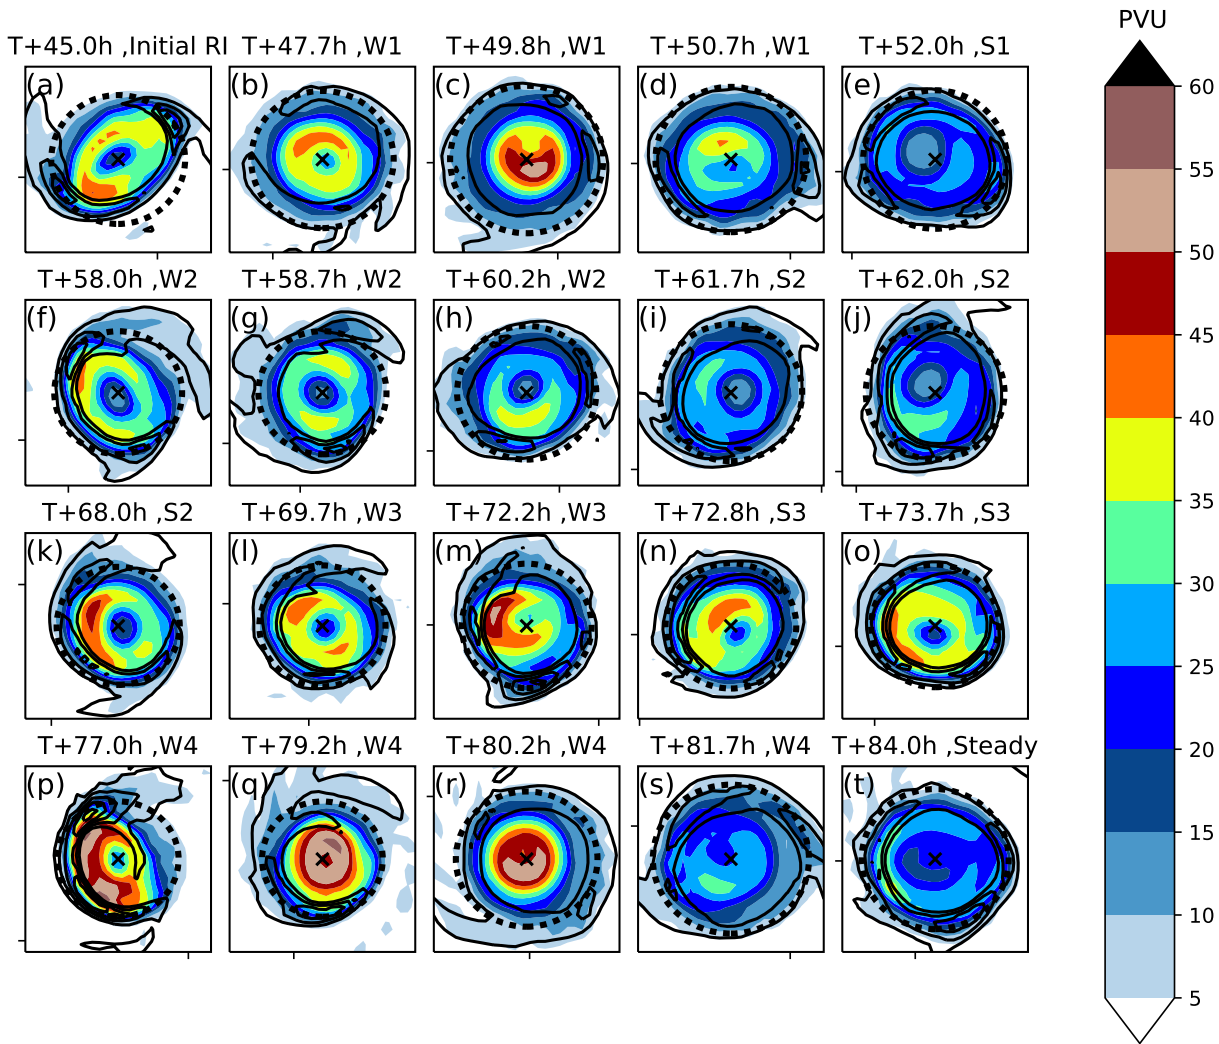 PVU
T+45.0h ,Initial RI
T+47.7h ,W1
T+49.8h ,W1
T+50.7h ,W1
T+52.0h ,S1
(a)
(b)
(c)
(d)
(e)
T+58.0h ,W2
T+58.7h ,W2
T+60.2h ,W2
T+61.7h ,S2
T+62.0h ,S2
(f)
(g)
(h)
(i)
(j)
T+68.0h ,S2
T+69.7h ,W3
T+72.2h ,W3
T+72.8h ,S3
T+73.7h ,S3
(k)
(l)
(m)
(n)
(o)
T+77.0h ,W4
T+79.2h ,W4
T+80.2h ,W4
T+81.7h ,W4
T+84.0h ,Steady
(p)
(q)
(r)
(s)
(t)
60
55
50
45
40
35
30
25
20
15
10
5